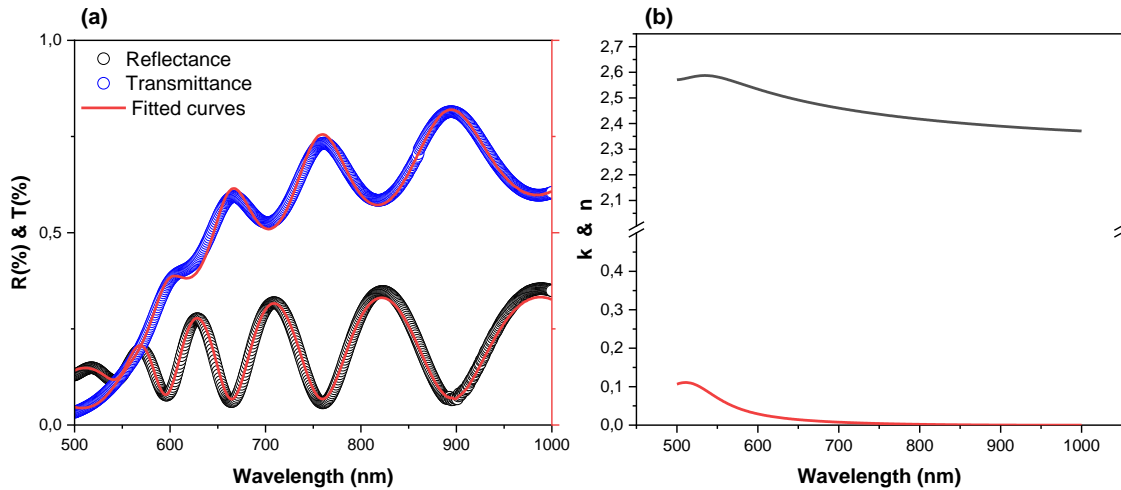 (a)
1,0
0,5
0,0
R(%) & T(%)
Reflectance
Transmittance
Fitted curves
500 600 700 800 900 1000
Wavelength (nm)
(b)
2,7
2,6
2,5
2,4
2,3
2,2
2,1
0,4
0,3
0,2
0,1
0,0
k & n
500 600 700 800 900 1000
Wavelength (nm)